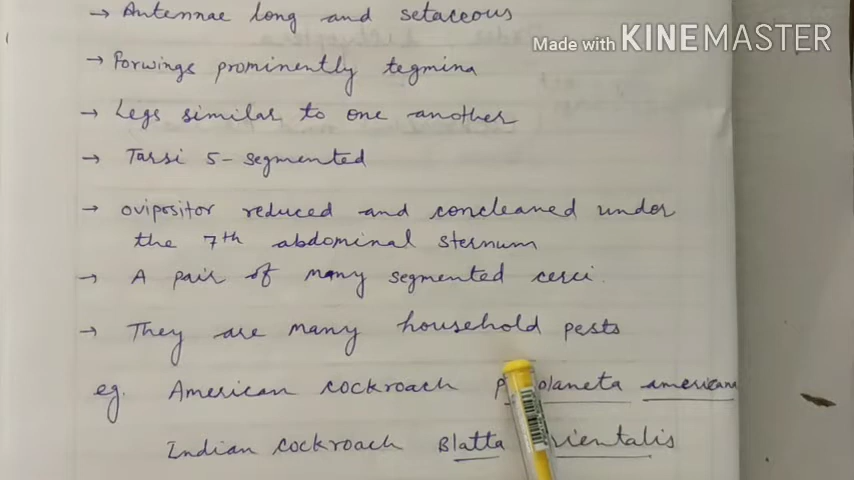 → Antennae long and setaceous
Made with KINEMASTER
→ Forwings prominently tegmina
→ Legs similar to one another
→ Tarsi 5-segmented
→ ovipositor reduced and concleaned under
the 7th abdominal sternum
→ A pair of many segmented cerci.
→ They are many household pests
eg. American cockroach americana
Indian cockroach Blatta